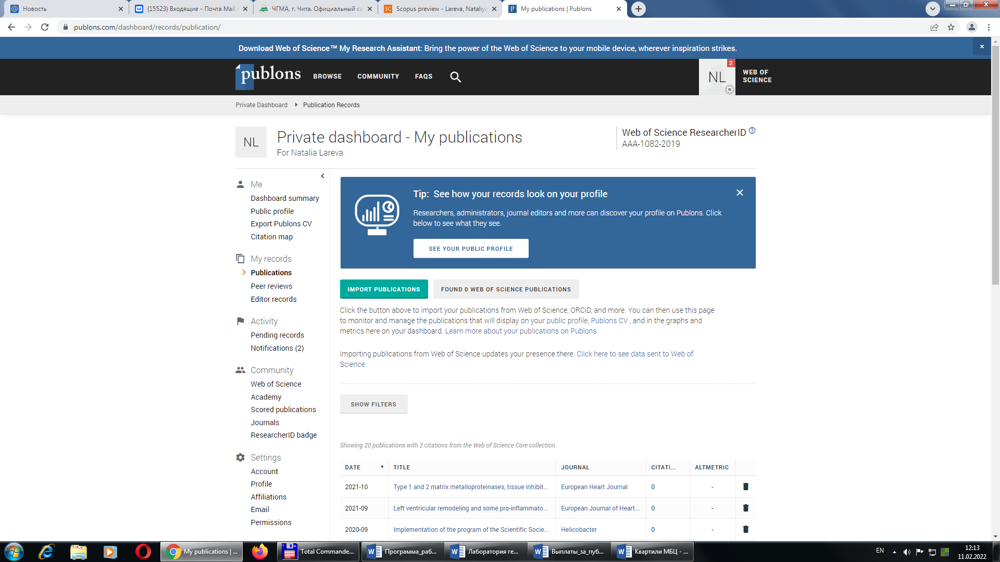 Новость
(15523) Входящие - Почта Mail.
ЧГМА, г. Чита. Официальный са
Scopus preview - Lareva, Nataliya
My publications | Publons
publons.com/dashboard/records/publication/
Download Web of Science™ My Research Assistant: Bring the power of the Web of Science to your mobile device, wherever inspiration strikes.
publons
BROWSE
COMMUNITY
FAQS
NL
2
WEB OF
SCIENCE
Private Dashboard
Publication Records
NL
Private dashboard - My publications
For Natalia Lareva
Web of Science ResearcherID
AAA-1082-2019
Me
Dashboard summary
Public profile
Export Publons CV
Citation map
My records
Publications
Peer reviews
Editor records
Activity
Pending records
Notifications (2)
Community
Web of Science
Academy
Scored publications
Journals
ResearcherID badge
Settings
Account
Profile
Affiliations
Email
Permissions
Tip: See how your records look on your profile
Researchers, administrators, journal editors and more can discover your profile on Publons. Click
below to see what they see.
SEE YOUR PUBLIC PROFILE
IMPORT PUBLICATIONS
FOUND 0 WEB OF SCIENCE PUBLICATIONS
Click the button above to import your publications from Web of Science, ORCiD, and more. You can then use this page
to monitor and manage the publications that will display on your public profile, Publons CV , and in the graphs and
metrics here on your dashboard. Learn more about your publications on Publons.
Importing publications from Web of Science updates your presence there. Click here to see data sent to Web of
Science.
SHOW FILTERS
Showing 20 publications with 2 citations from the Web of Science Core collection
DATE TITLE JOURNAL CITATI... ALTMETRIC
2021-10 Type 1 and 2 matrix metalloproteinases, tissue inhibit... European Heart Journal 0 -
2021-09 Left ventricular remodeling and some pro-inflammato... European Journal of Heart... 0 -
2020-09 Implementation of the program of the Scientific Socie... Helicobacter 0 -
My publications | ...
Total Commande...
Программа_раб...
Лаборатория ге...
Выплаты_за_пуб...
Квартили МБЦ - ...
EN
12:13
11.02.2022